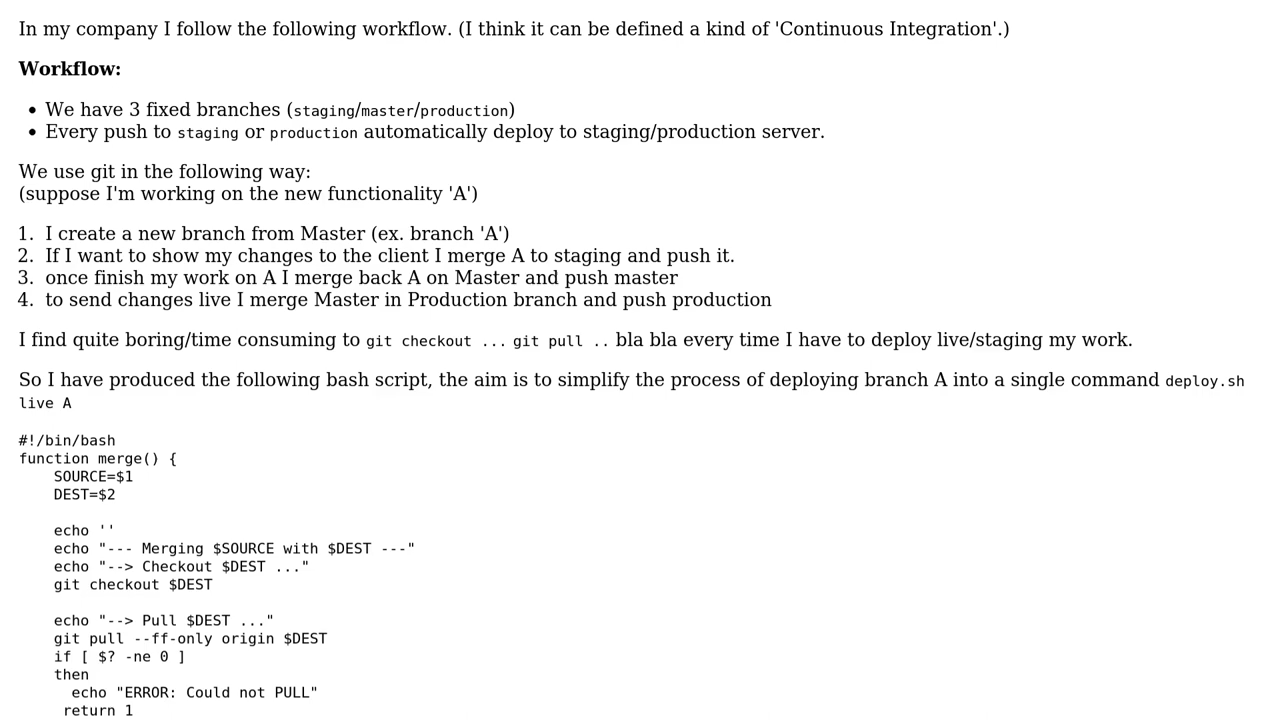 In my company I follow the following workflow. (I think it can be defined a kind of 'Continuous Integration'.)
Workflow:
• We have 3 fixed branches (staging/master/production)
• Every push to staging or production automatically deploy to staging/production server.
We use git in the following way:
(suppose I'm working on the new functionality 'A')
1. I create a new branch from Master (ex. branch 'A')
2. If I want to show my changes to the client I merge A to staging and push it.
3. once finish my work on A I merge back A on Master and push master
4. to send changes live I merge Master in Production branch and push production
I find quite boring/time consuming to git checkout ... git pull .. bla bla every time I have to deploy live/staging my work.
So I have produced the following bash script, the aim is to simplify the process of deploying branch A into a single command deploy.sh
live A
#!/bin/bash
function merge() {
    SOURCE=$1
    DEST=$2
    echo ''
    echo "--- Merging $SOURCE with $DEST ---"
    echo "--> Checkout $DEST ..."
    git checkout $DEST
    echo "--> Pull $DEST ..."
    git pull --ff-only origin $DEST
    if [ $? -ne 0 ]
    then
      echo "ERROR: Could not PULL"
     return 1